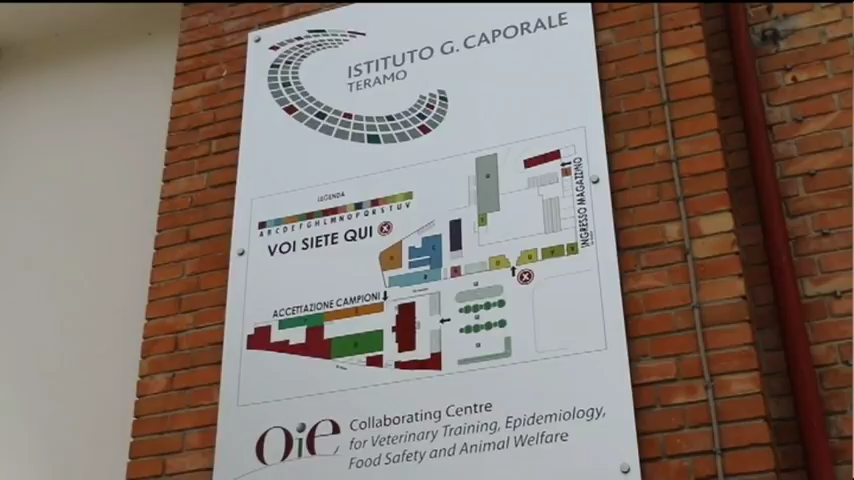 ISTITUTO G. CAPORALE
TERAMO
LEGENDA
A B C D E F G H L M N O P Q R S T U V
VOI SIETE QUI
INGRESSO MAGAZZINO
ACCETTAZIONE CAMPIONI
Oie Collaborating Centre
for Veterinary Training, Epidemiology,
Food Safety and Animal Welfare